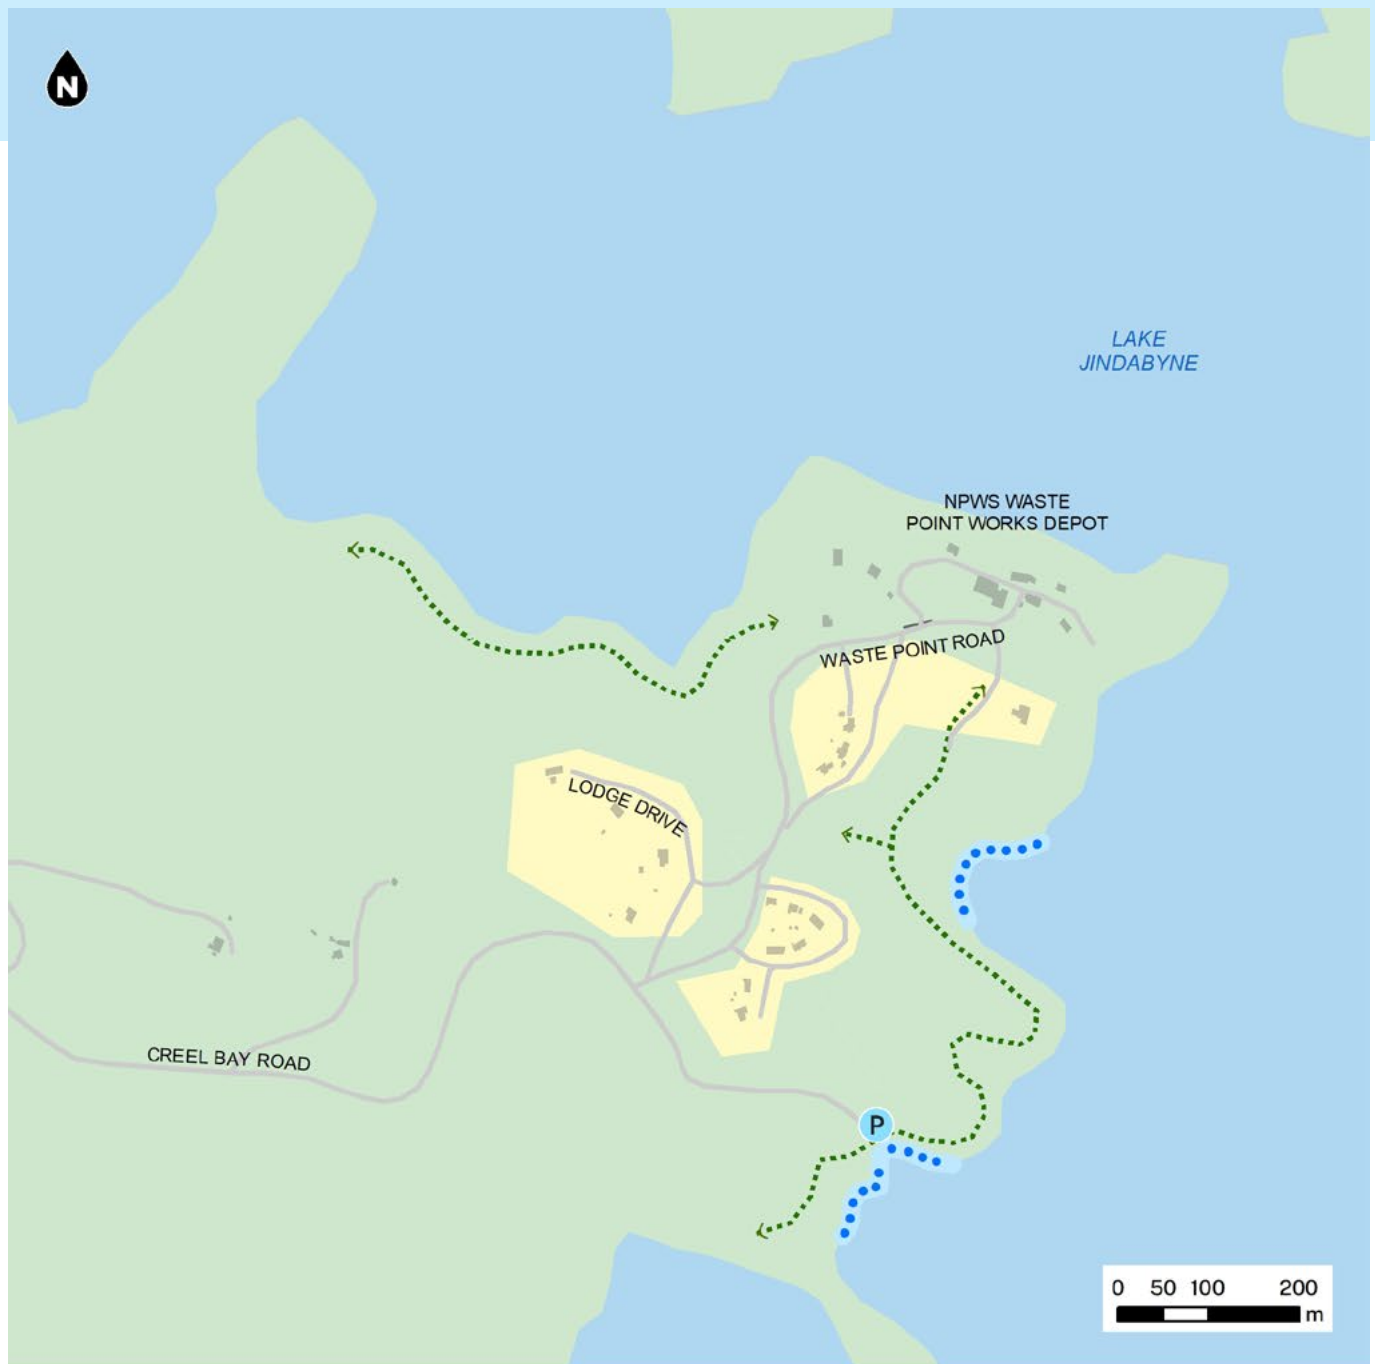 N
LAKE
JINDABYNE
NPWS WASTE
POINT WORKS DEPOT
WASTE POINT ROAD
LODGE DRIVE
CREEL BAY ROAD
P
0 50 100 200
m